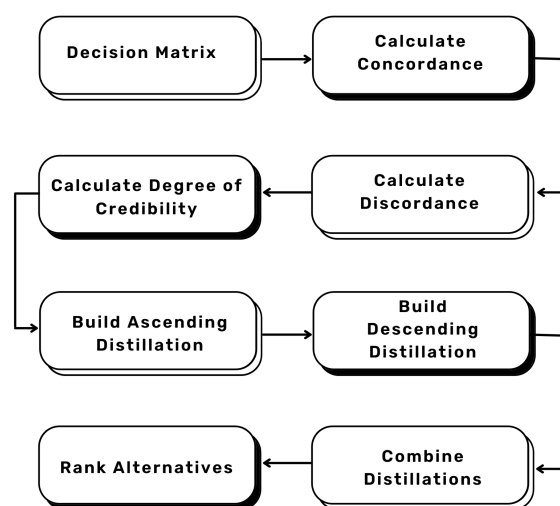 Decision Matrix
Calculate
Concordance
Calculate Degree of
Credibility
Calculate
Discordance
Build Ascending
Distillation
Build
Descending
Distillation
Rank Alternatives
Combine
Distillations